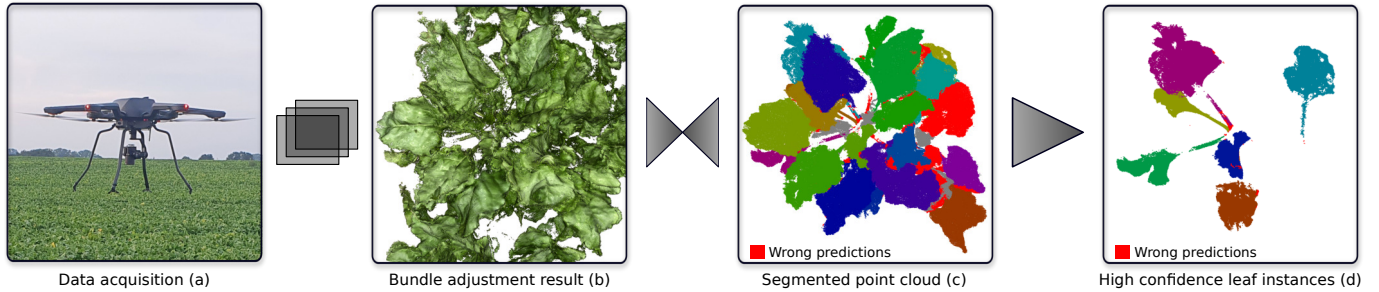 Wrong predictions
Wrong predictions
Data acquisition (a)
Bundle adjustment result (b)
Segmented point cloud (c)
High confidence leaf instances (d)